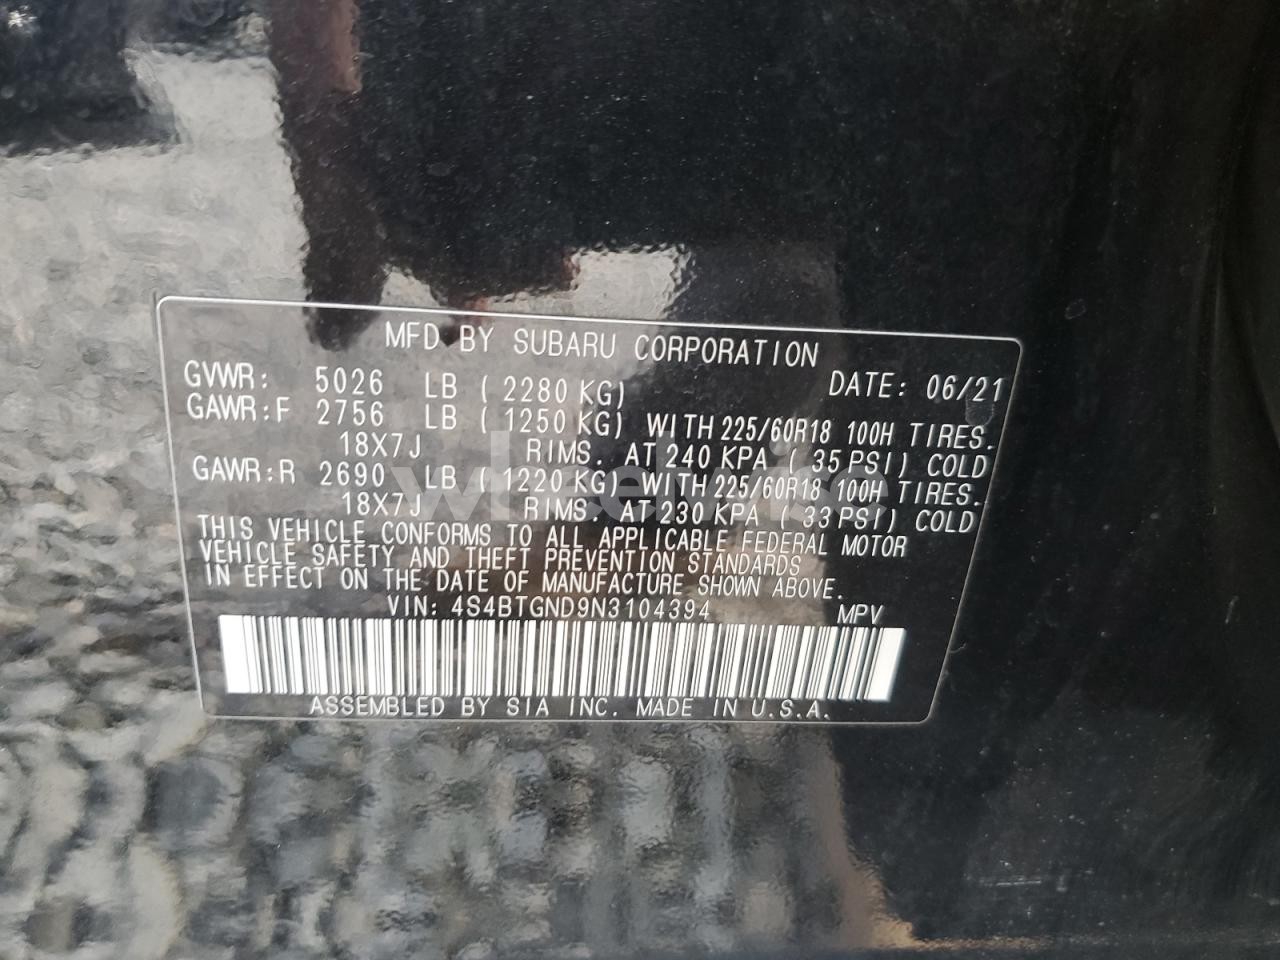 MFD BY SUBARU CORPORATION
GVWR: 5026 LB ( 2280 KG) DATE: 06/21
GAWR:F 2756 LB ( 1250 KG) WITH 225/60R18 100H TIRES.
18X7J RIMS. AT 240 KPA ( 35 PSI) COLD
GAWR:R 2690 LB ( 1220 KG) WITH 225/60R18 100H TIRES.
18X7J RIMS. AT 230 KPA ( 33 PSI) COLD
THIS VEHICLE CONFORMS TO ALL APPLICABLE FEDERAL MOTOR
VEHICLE SAFETY AND THEFT PREVENTION STANDARDS
IN EFFECT ON THE DATE OF MANUFACTURE SHOWN ABOVE.
VIN: 4S4BTGND9N3104394 MPV
ASSEMBLED BY SIA INC. MADE IN U.S.A.